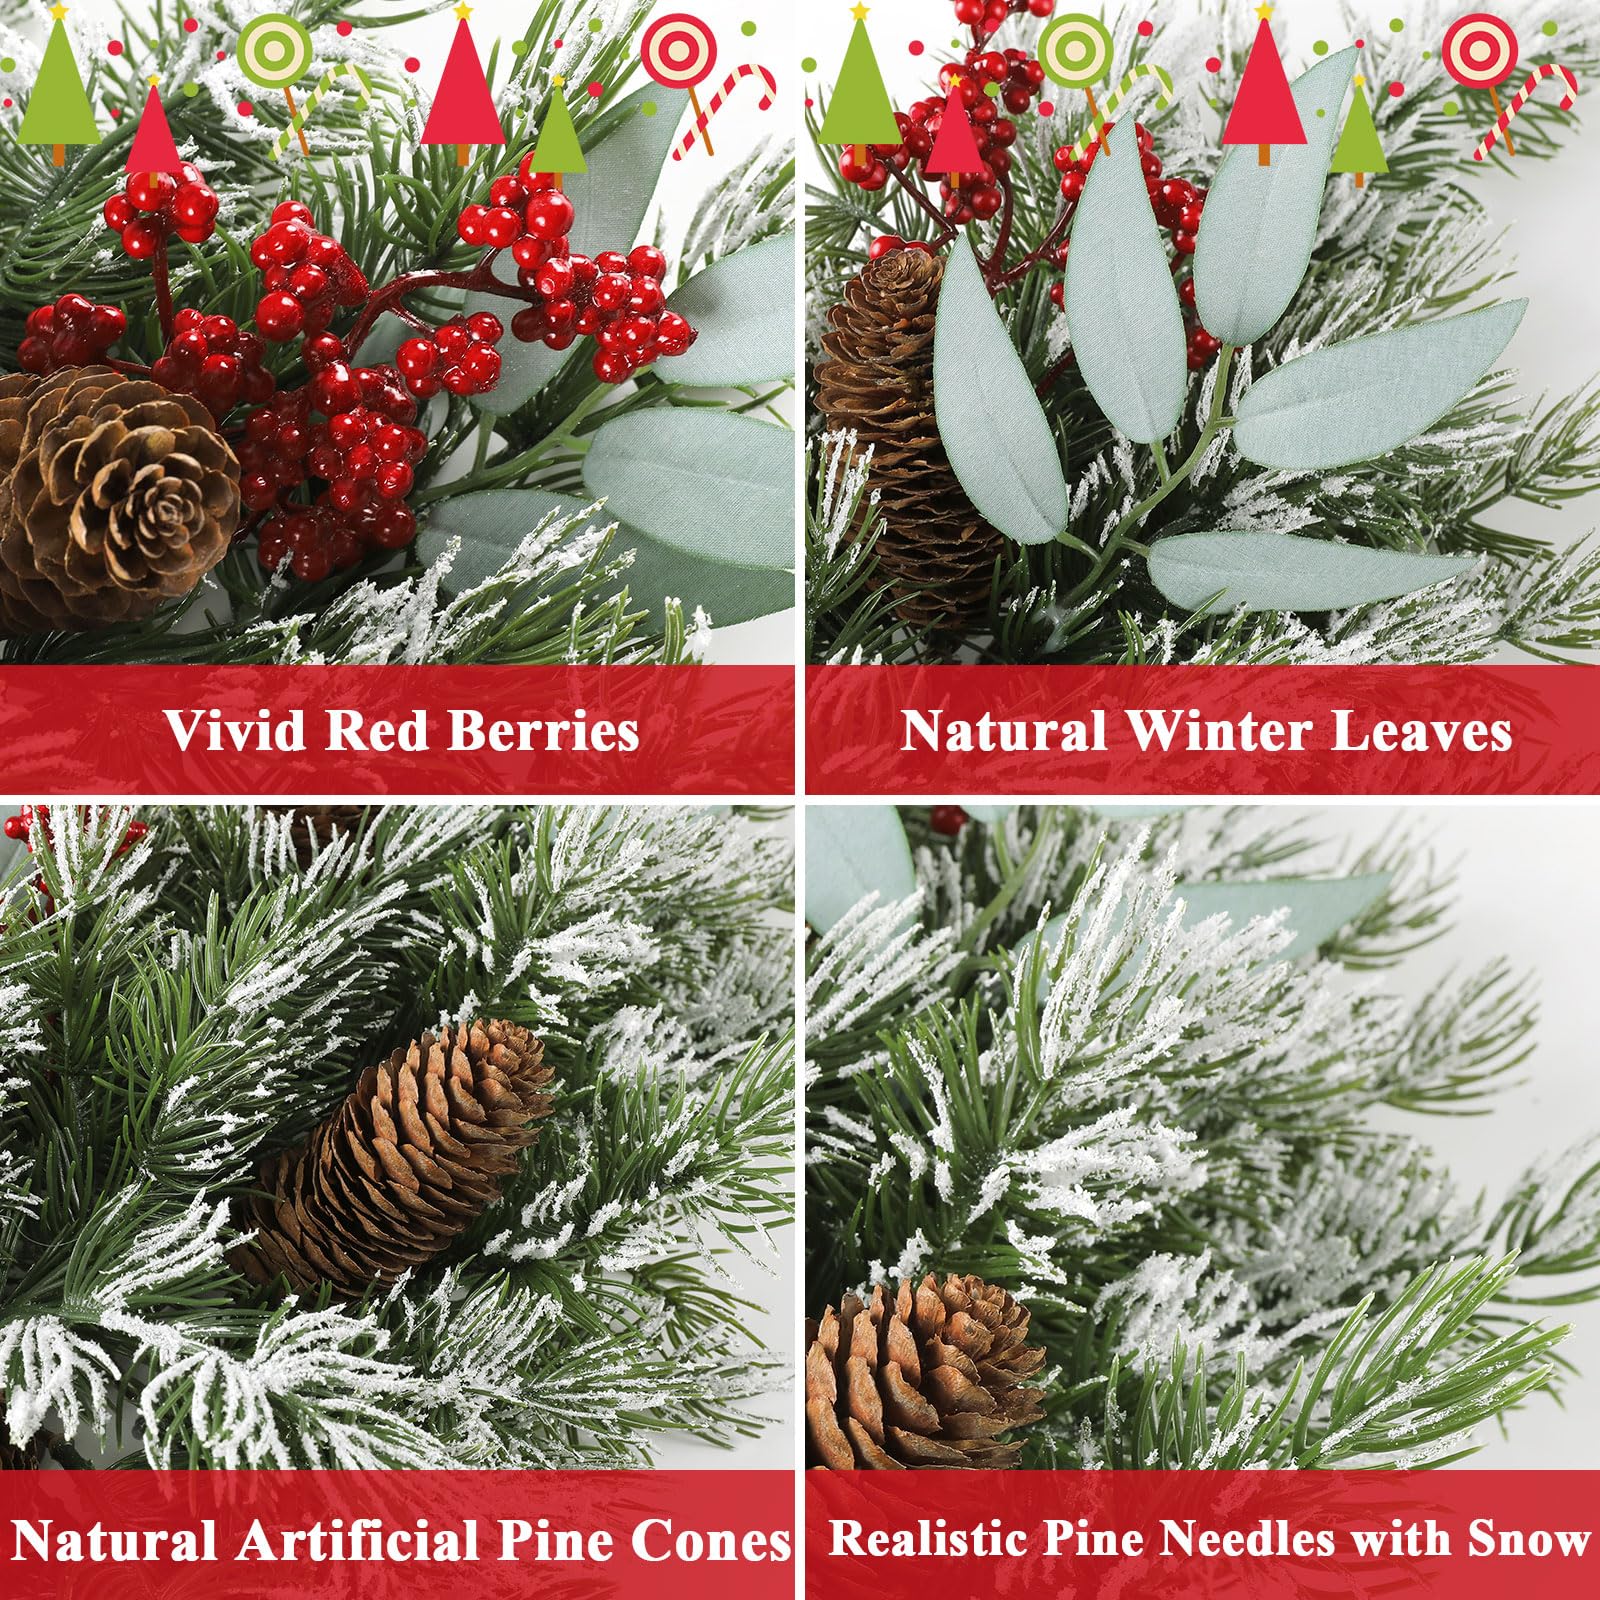 Vivid Red Berries
Natural Winter Leaves
Natural Artificial Pine Cones
Realistic Pine Needles with Snow